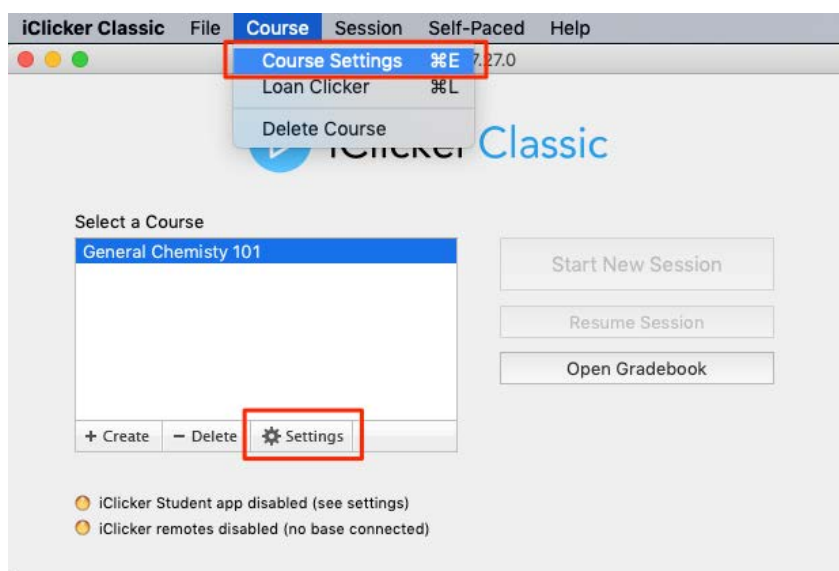 iClicker Classic File Course Session Self-Paced Help
Course Settings ⌘E 7.27.0
Loan Clicker ⌘L
Delete Course
iClicker Classic
Select a Course
General Chemisty 101
Start New Session
Resume Session
Open Gradebook
+ Create − Delete Settings
iClicker Student app disabled (see settings)
iClicker remotes disabled (no base connected)